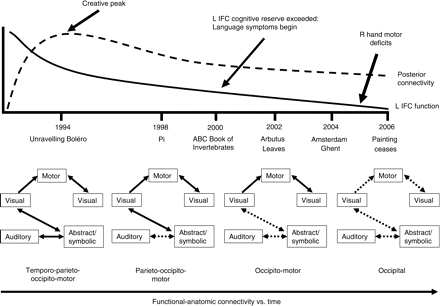 Creative peak
L IFC cognitive reserve exceeded:
Language symptoms begin
R hand motor
deficits
Posterior
connectivity
L IFC function
1994 1998 2000 2002 2004 2006
Unravelling Boléro Pi ABC Book of Invertebrates Arbutus Leaves Amsterdam Ghent Painting ceases
Motor Motor Motor Motor
Visual Visual Visual Visual Visual Visual Visual Visual
Auditory Abstract/symbolic Auditory Abstract/symbolic Auditory Abstract/symbolic Auditory Abstract/symbolic
Temporo-parieto-
occipito-motor
Parieto-occipito-
motor
Occipito-motor
Occipital
Functional-anatomic connectivity vs. time